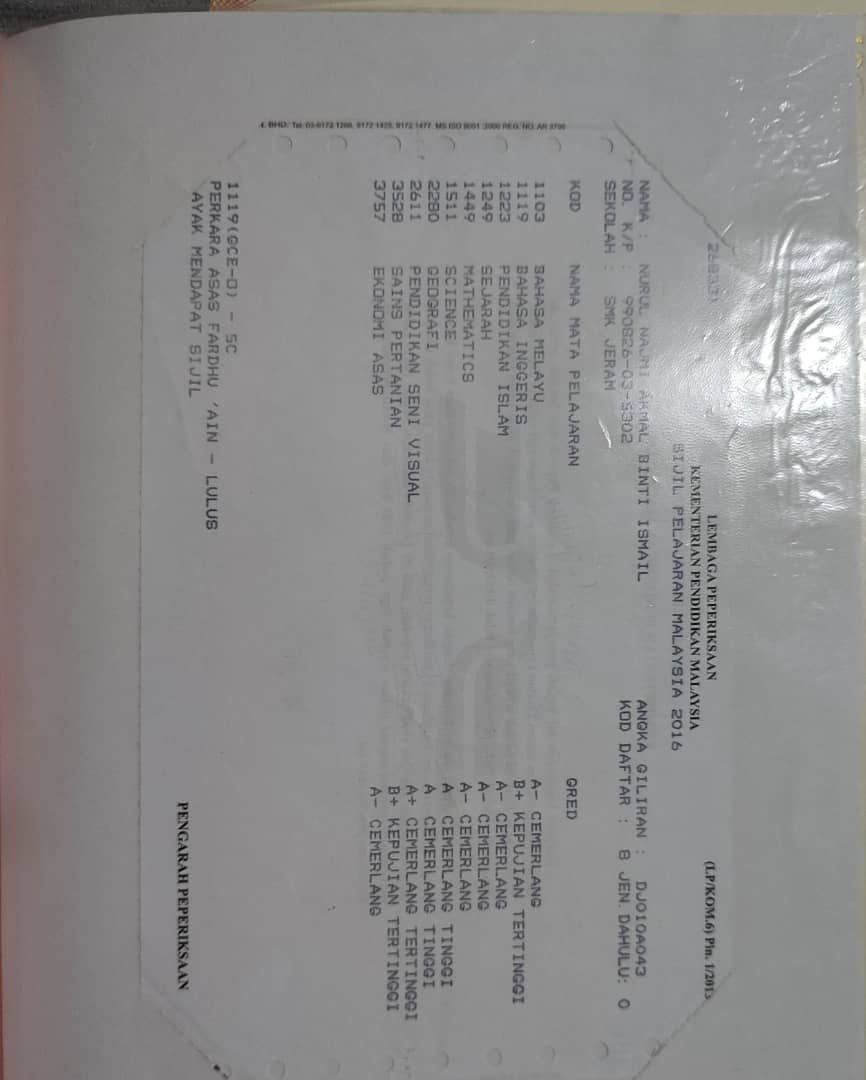 LEMBAGA PEPERIKSAAN (LP/KOM.6) Pin. 1/2013
KEMENTERIAN PENDIDIKAN MALAYSIA
SIJIL PELAJARAN MALAYSIA 2016
NAMA : NURUL NAJMI AKMAL BINTI ISMAIL ANGKA GILIRAN : DJ010A043
NO. K/P : 990826-03-5302 KOD DAFTAR : 8 JEN. DAHULU: 0
SEKOLAH : SMK JERAM
KOD NAMA MATA PELAJARAN GRED
1103 BAHASA MELAYU A- CEMERLANG
1119 BAHASA INGGERIS B+ KEPUJIAN TERTINGGI
1223 PENDIDIKAN ISLAM A- CEMERLANG
1249 SEJARAH A- CEMERLANG
1449 MATHEMATICS A- CEMERLANG
1511 SCIENCE A CEMERLANG TINGGI
2280 GEOGRAFI A CEMERLANG TINGGI
2611 PENDIDIKAN SENI VISUAL A+ CEMERLANG TERTINGGI
3528 SAINS PERTANIAN B+ KEPUJIAN TERTINGGI
3757 EKONOMI ASAS A- CEMERLANG
1119(GCE-O) - 5C
PERKARA ASAS FARDHU 'AIN - LULUS
AYAK MENDAPAT SIJIL
PENGARAH PEPERIKSAAN
BHD. Tel: 03-6172 1200, 6172 1425, 6172 1477. MS ISO 9001 :2000 REG. NO. AR